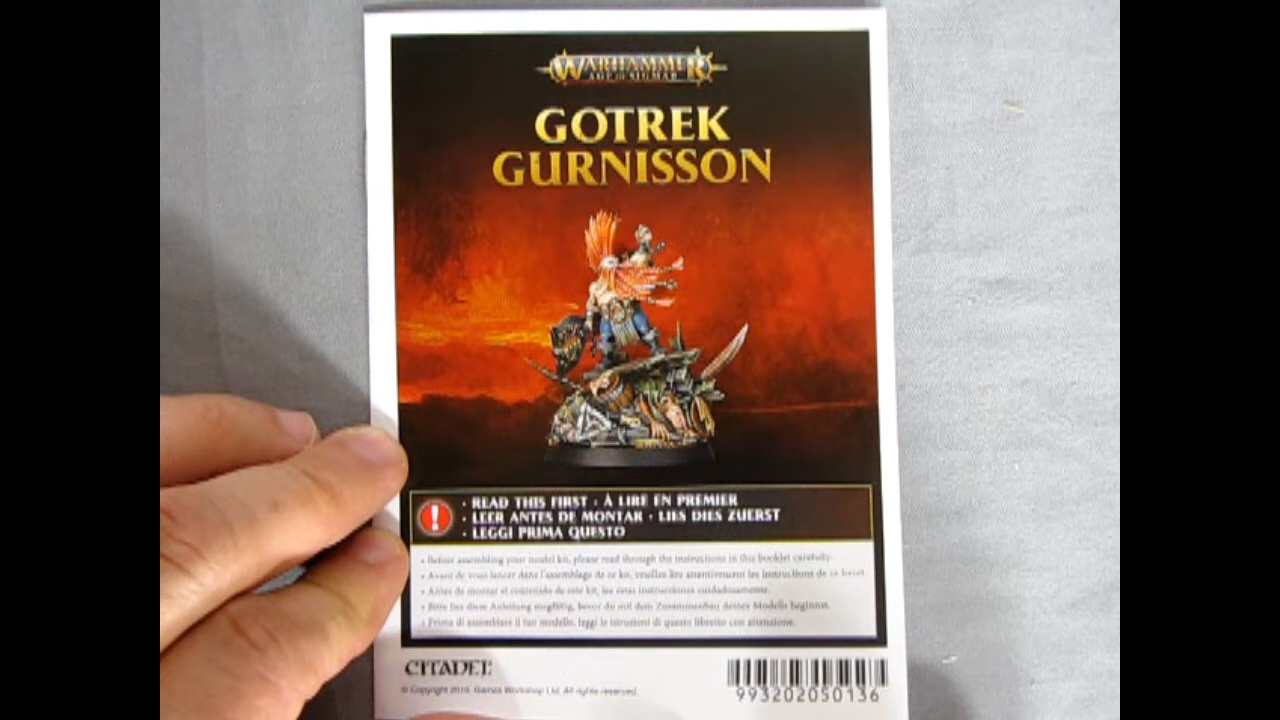 WARHAMMER
AGE OF SIGMAR
GOTREK
GURNISSON
! • READ THIS FIRST • À LIRE EN PREMIER
• LEER ANTES DE MONTAR • LIES DIES ZUERST
• LEGGI PRIMA QUESTO
• Before assembling your model kit, please read through the instructions in this booklet carefully.
• Avant de vous lancer dans l'assemblage de ce kit, veuillez lire attentivement les instructions de ce livret.
• Antes de montar el contenido de este kit, lee estas instrucciones cuidadosamente.
• Bitte lies diese Anleitung sorgfältig, bevor du mit dem Zusammenbau deines Modells beginnst.
• Prima di assemblare il tuo modello, leggi le istruzioni di questo libretto con attenzione.
CITADEL
© Copyright Games Workshop Ltd. All rights reserved.
993202050136